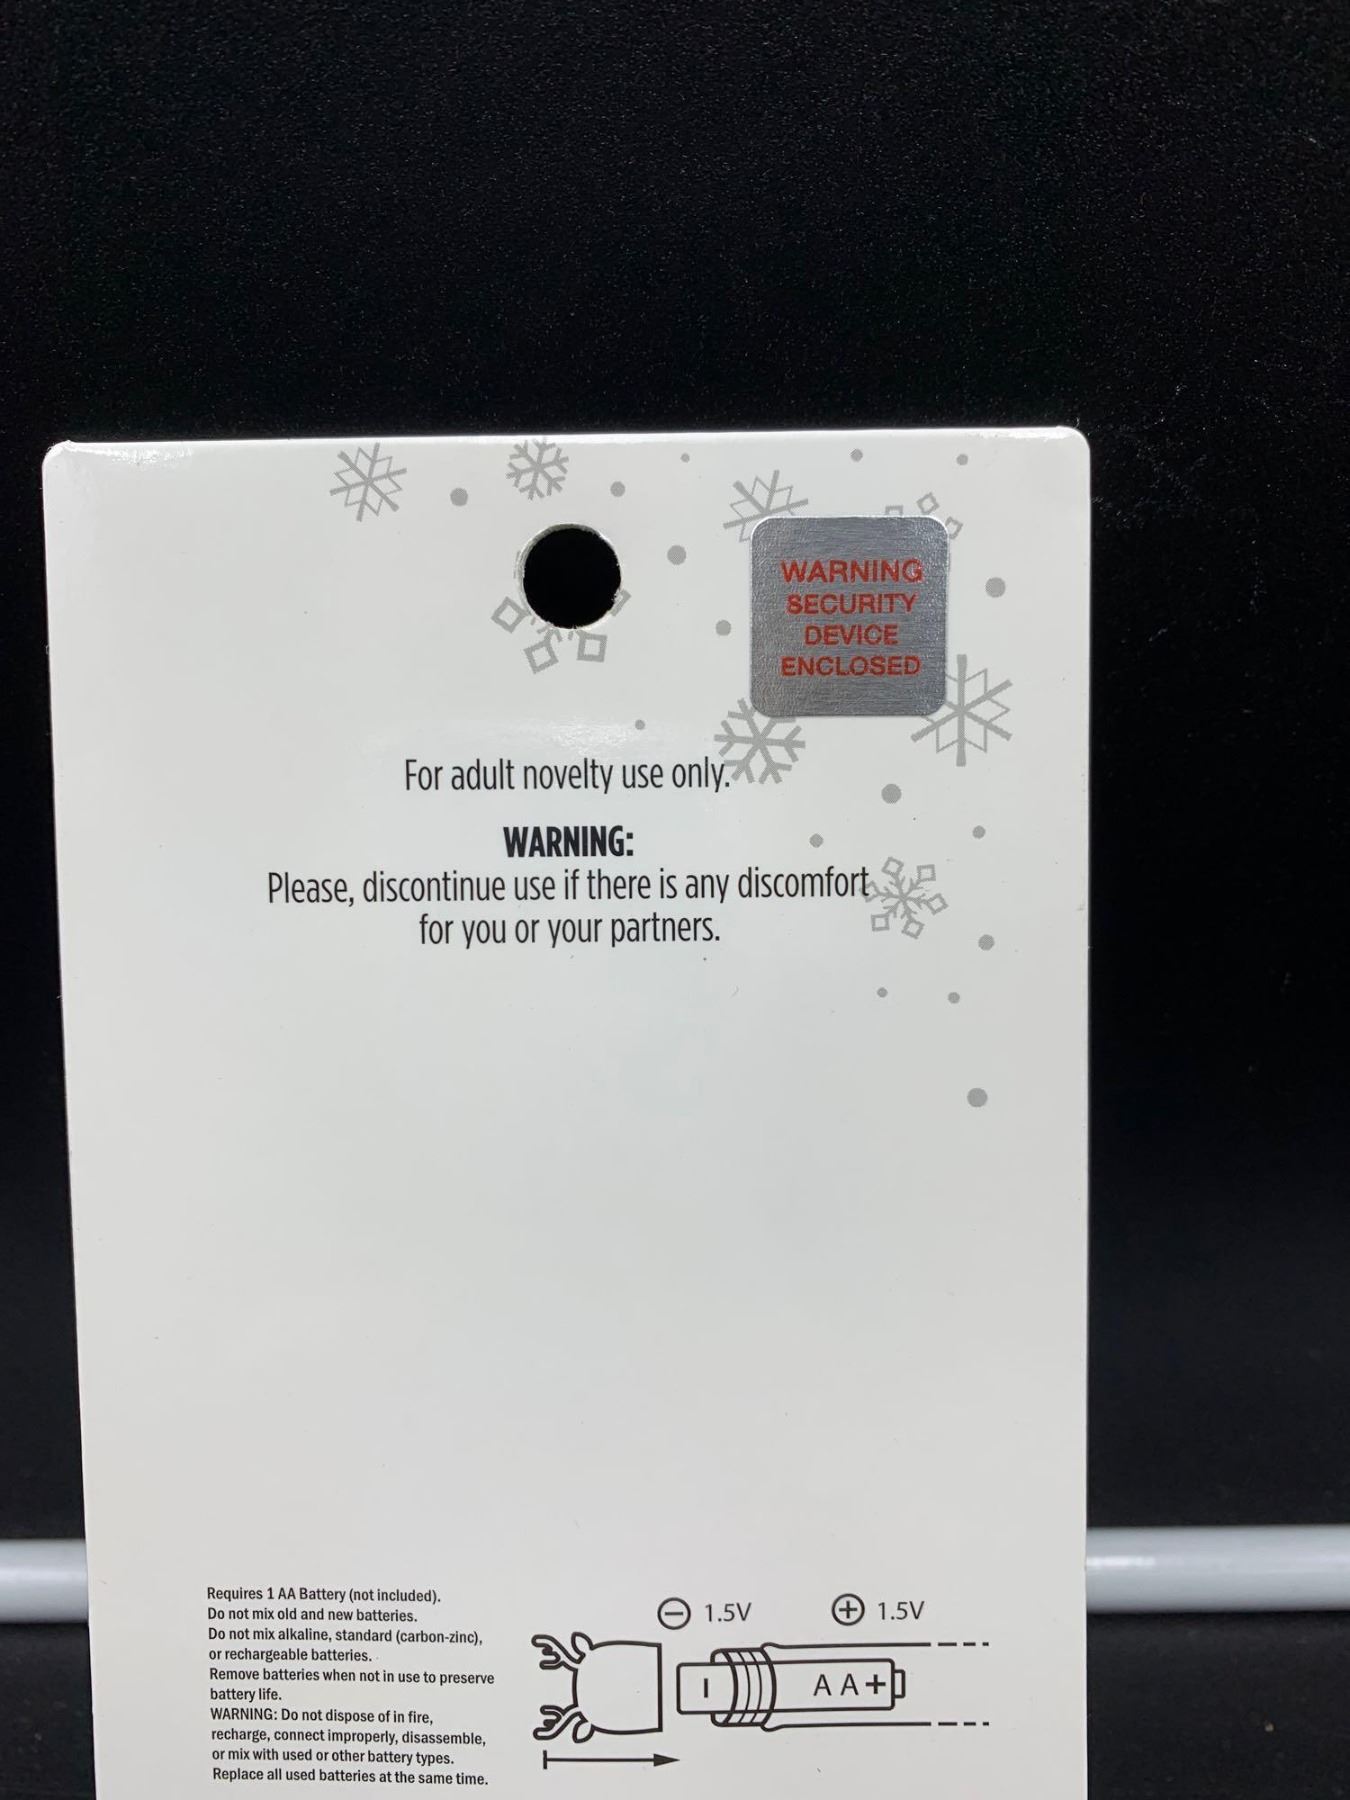 WARNING
SECURITY
DEVICE
ENCLOSED
For adult novelty use only.
WARNING:
Please, discontinue use if there is any discomfort
for you or your partners.
Requires 1 AA Battery (not included).
Do not mix old and new batteries.
Do not mix alkaline, standard (carbon-zinc),
or rechargeable batteries.
Remove batteries when not in use to preserve
battery life.
WARNING: Do not dispose of in fire,
recharge, connect improperly, disassemble,
or mix with used or other battery types.
Replace all used batteries at the same time.
− 1.5V + 1.5V
− AA+